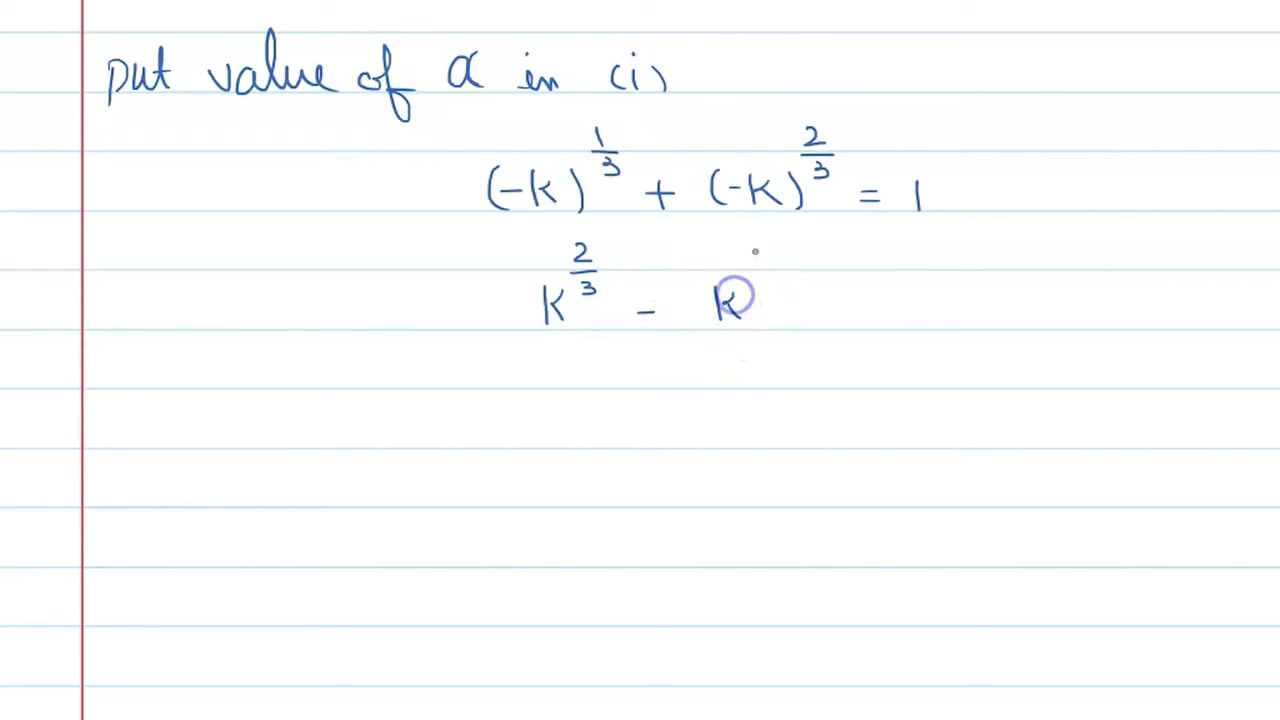 put value of α in (i)
(-k)^{1/3} + (-k)^{2/3} = 1
k^{2/3} - k